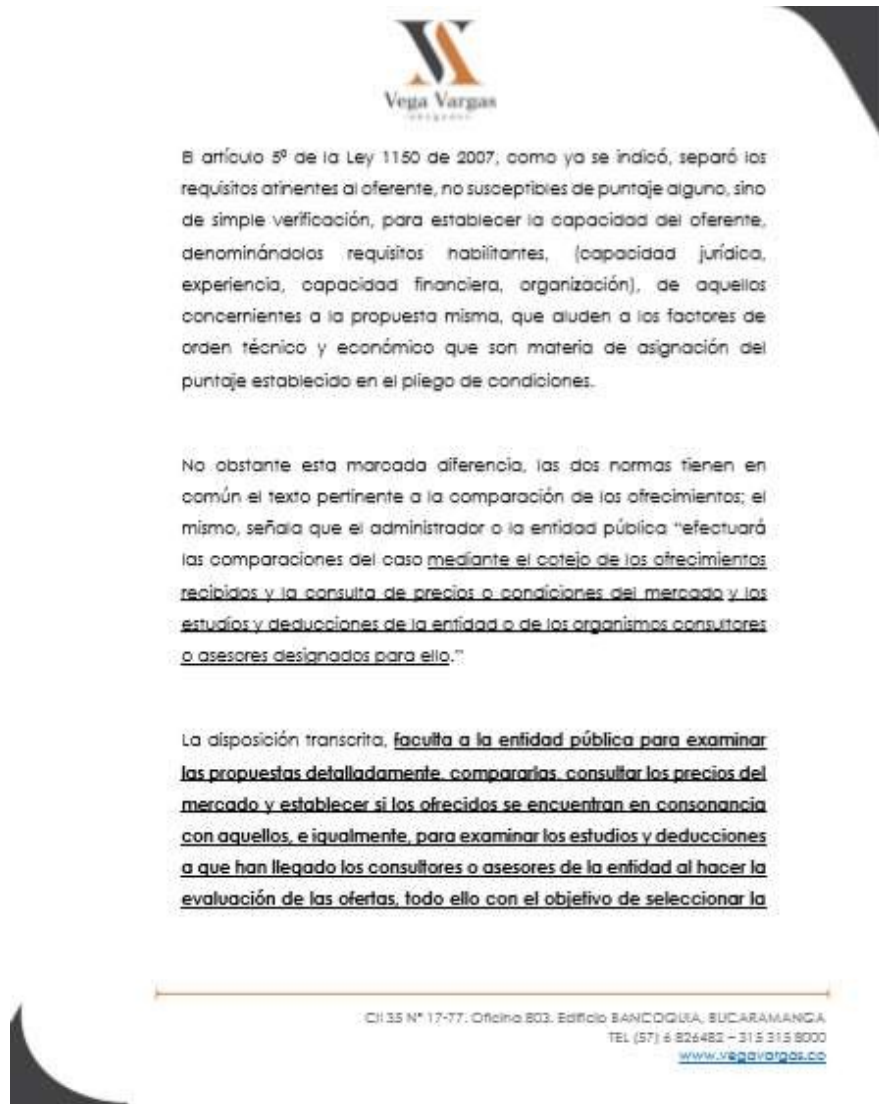 Vega Vargas
abogados
El artículo 5º de la Ley 1150 de 2007, como ya se indicó, separó los
requisitos atinentes al oferente, no susceptibles de puntaje alguno, sino
de simple verificación, para establecer la capacidad del oferente,
denominándolos requisitos habilitantes, (capacidad jurídica,
experiencia, capacidad financiera, organización), de aquellos
concernientes a la propuesta misma, que aluden a los factores de
orden técnico y económico que son materia de asignación del
puntaje establecido en el pliego de condiciones.
No obstante esta marcada diferencia, las dos normas tienen en
común el texto pertinente a la comparación de los ofrecimientos; el
mismo, señala que el administrador o la entidad pública “efectuará
las comparaciones del caso mediante el cotejo de los ofrecimientos
recibidos y la consulta de precios o condiciones del mercado y los
estudios y deducciones de la entidad o de los organismos consultores
o asesores designados para ello.”
La disposición transcrita, faculta a la entidad pública para examinar
las propuestas detalladamente, compararlas, consultar los precios del
mercado y establecer si los ofrecidos se encuentran en consonancia
con aquellos, e igualmente, para examinar los estudios y deducciones
a que han llegado los consultores o asesores de la entidad al hacer la
evaluación de las ofertas, todo ello con el objetivo de seleccionar la
Cll 35 N° 17-77. Oficina 803. Edificio BANCOQUIA, BUCARAMANGA
TEL (57) 6 826482 – 315 315 8000
www.vegavargas.co